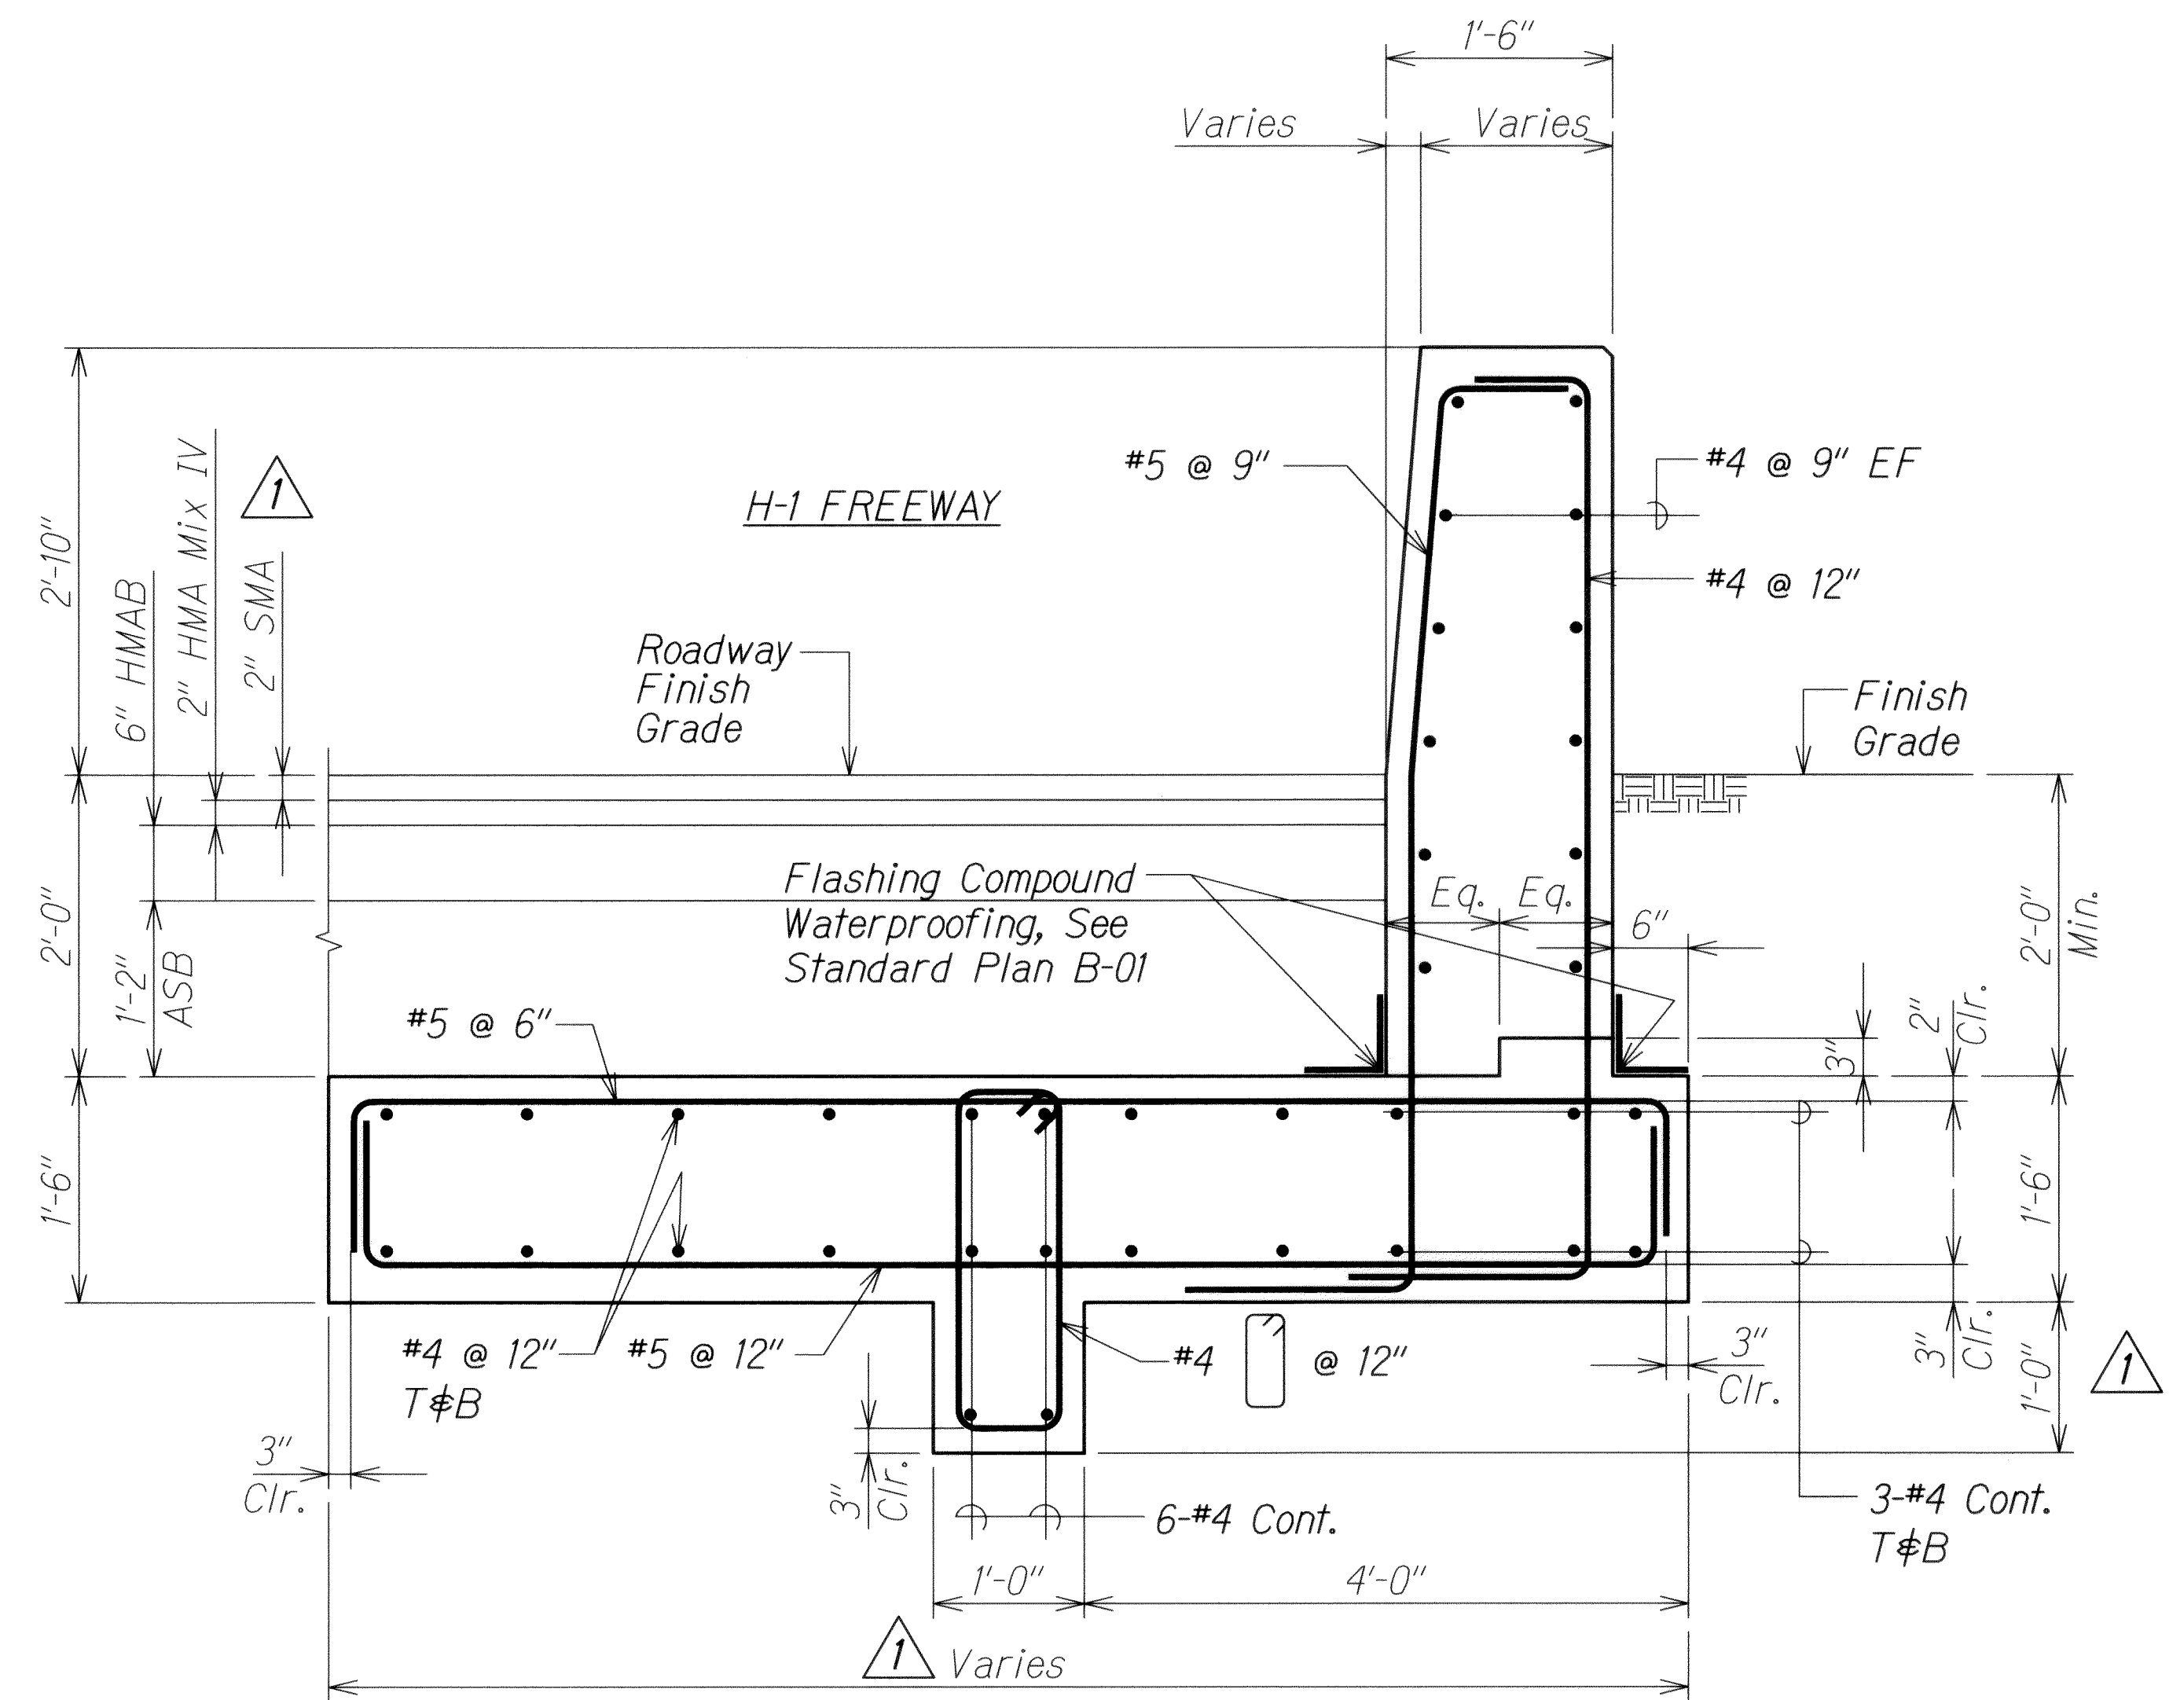 1'-6"
Varies
Varies
2'-10"
6" HMAB
2" HMA Mix IV
1
2" SMA
H-1 FREEWAY
#5 @ 9"
#4 @ 9" EF
#4 @ 12"
Roadway
Finish
Grade
Finish
Grade
2'-0"
1'-2"
ASB
Flashing Compound
Waterproofing, See
Standard Plan B-01
Eq.
Eq.
6"
2'-0"
Min.
2"
Clr.
3"
#5 @ 6"
1'-6"
1'-6"
#4 @ 12"
T&B
#5 @ 12"
#4 @ 12"
3"
Clr.
3"
Clr.
1'-0"
1
3"
Clr.
3"
Clr.
6-#4 Cont.
3-#4 Cont.
T&B
1'-0"
4'-0"
1
Varies